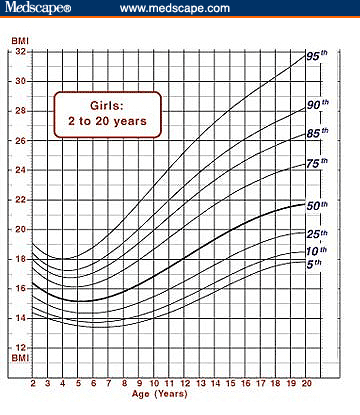 Medscape® www.medscape.com
BMI
32
30
28
26
24
22
20
18
16
14
12
BMI
Girls:
2 to 20 years
95th
90th
85th
75th
50th
25th
10th
5th
2 3 4 5 6 7 8 9 10 11 12 13 14 15 16 17 18 19 20
Age (Years)